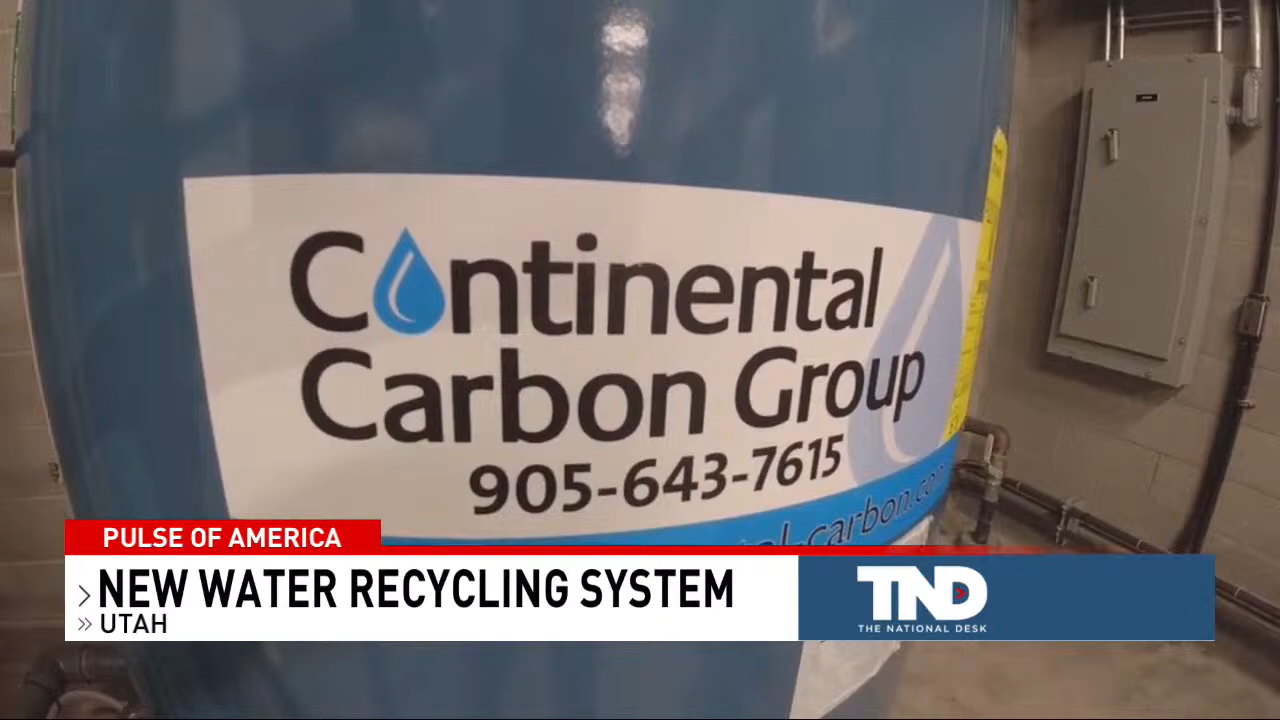 Continental
Carbon Group
905-643-7615
PULSE OF AMERICA
NEW WATER RECYCLING SYSTEM
UTAH
TND
THE NATIONAL DESK